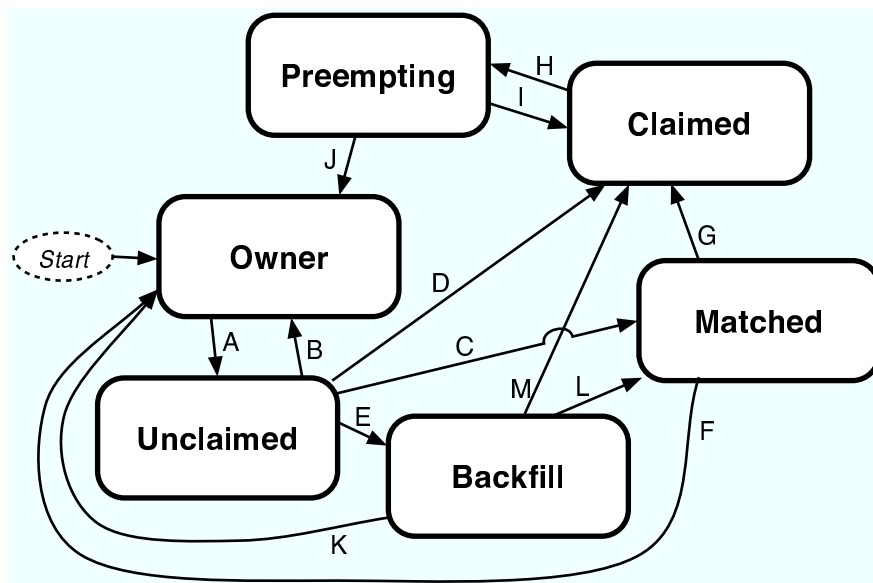 Preempting
H
I
Claimed
J
Start
Owner
D
G
Matched
A
B
C
M
L
E
F
Unclaimed
Backfill
K